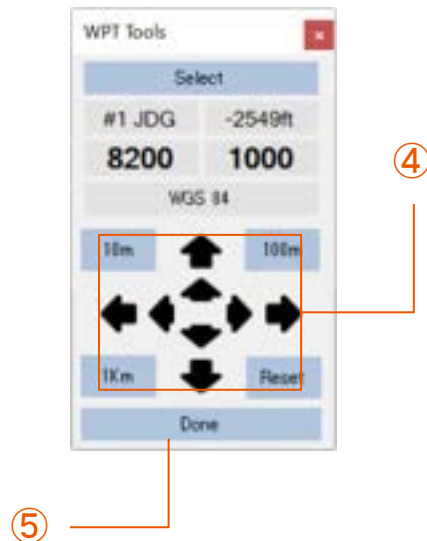 WPT Tools
Select
#1 JDG -2549ft
8200 1000
WGS 84
10m 100m
1Km Reset
Done
④
⑤